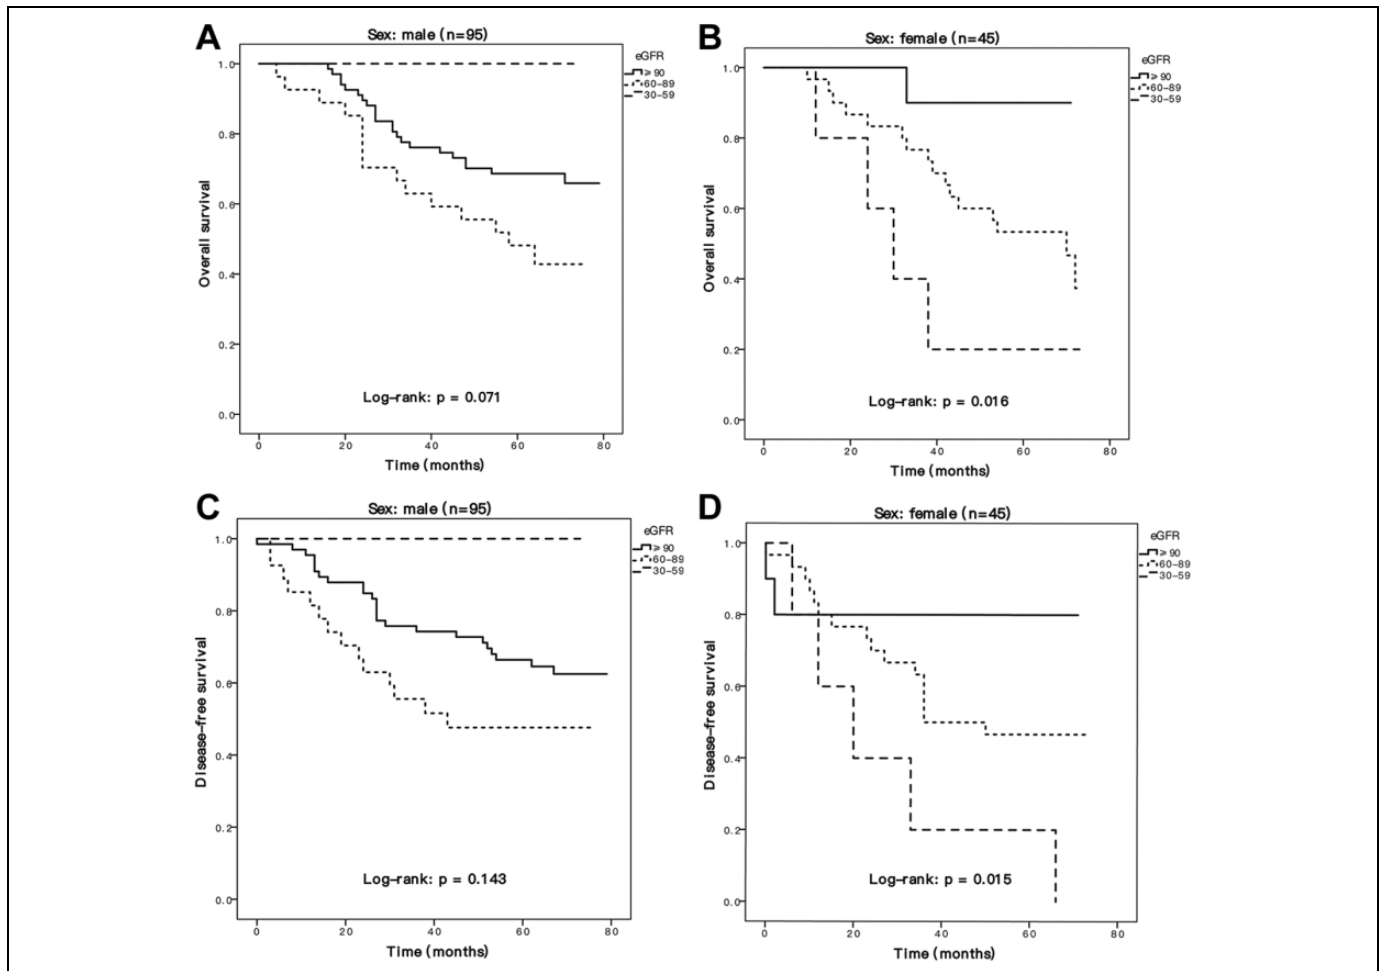 A
Sex: male (n=95)
eGFR
≥ 90
60-89
30-59
1.0
0.8
0.6
0.4
0.2
0.0
Overall survival
Log-rank: p = 0.071
0 20 40 60 80
Time (months)
B
Sex: female (n=45)
eGFR
≥ 90
60-89
30-59
1.0
0.8
0.6
0.4
0.2
0.0
Overall survival
Log-rank: p = 0.016
0 20 40 60 80
Time (months)
C
Sex: male (n=95)
eGFR
≥ 90
60-89
30-59
1.0
0.8
0.6
0.4
0.2
0.0
Disease-free survival
Log-rank: p = 0.143
0 20 40 60 80
Time (months)
D
Sex: female (n=45)
eGFR
≥ 90
60-89
30-59
1.0
0.8
0.6
0.4
0.2
0.0
Disease-free survival
Log-rank: p = 0.015
0 20 40 60 80
Time (months)